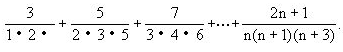 3/(1•2•) + 5/(2•3•5) + 7/(3•4•6) + ⋯ + (2n+1)/(n(n+1)(n+3)).